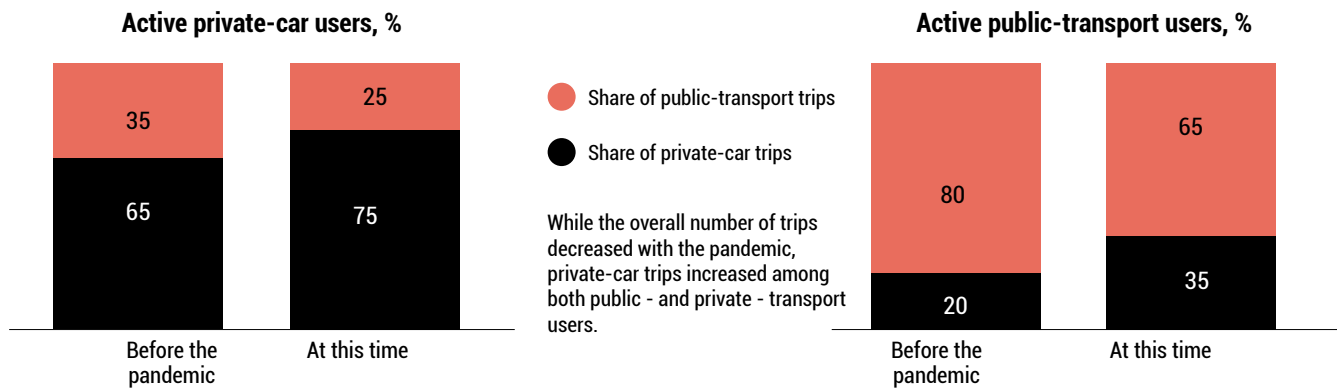 Active private-car users, %
35
65
Before the
pandemic
25
75
At this time
Share of public-transport trips
Share of private-car trips
While the overall number of trips
decreased with the pandemic,
private-car trips increased among
both public - and private - transport
users.
Active public-transport users, %
80
20
Before the
pandemic
65
35
At this time